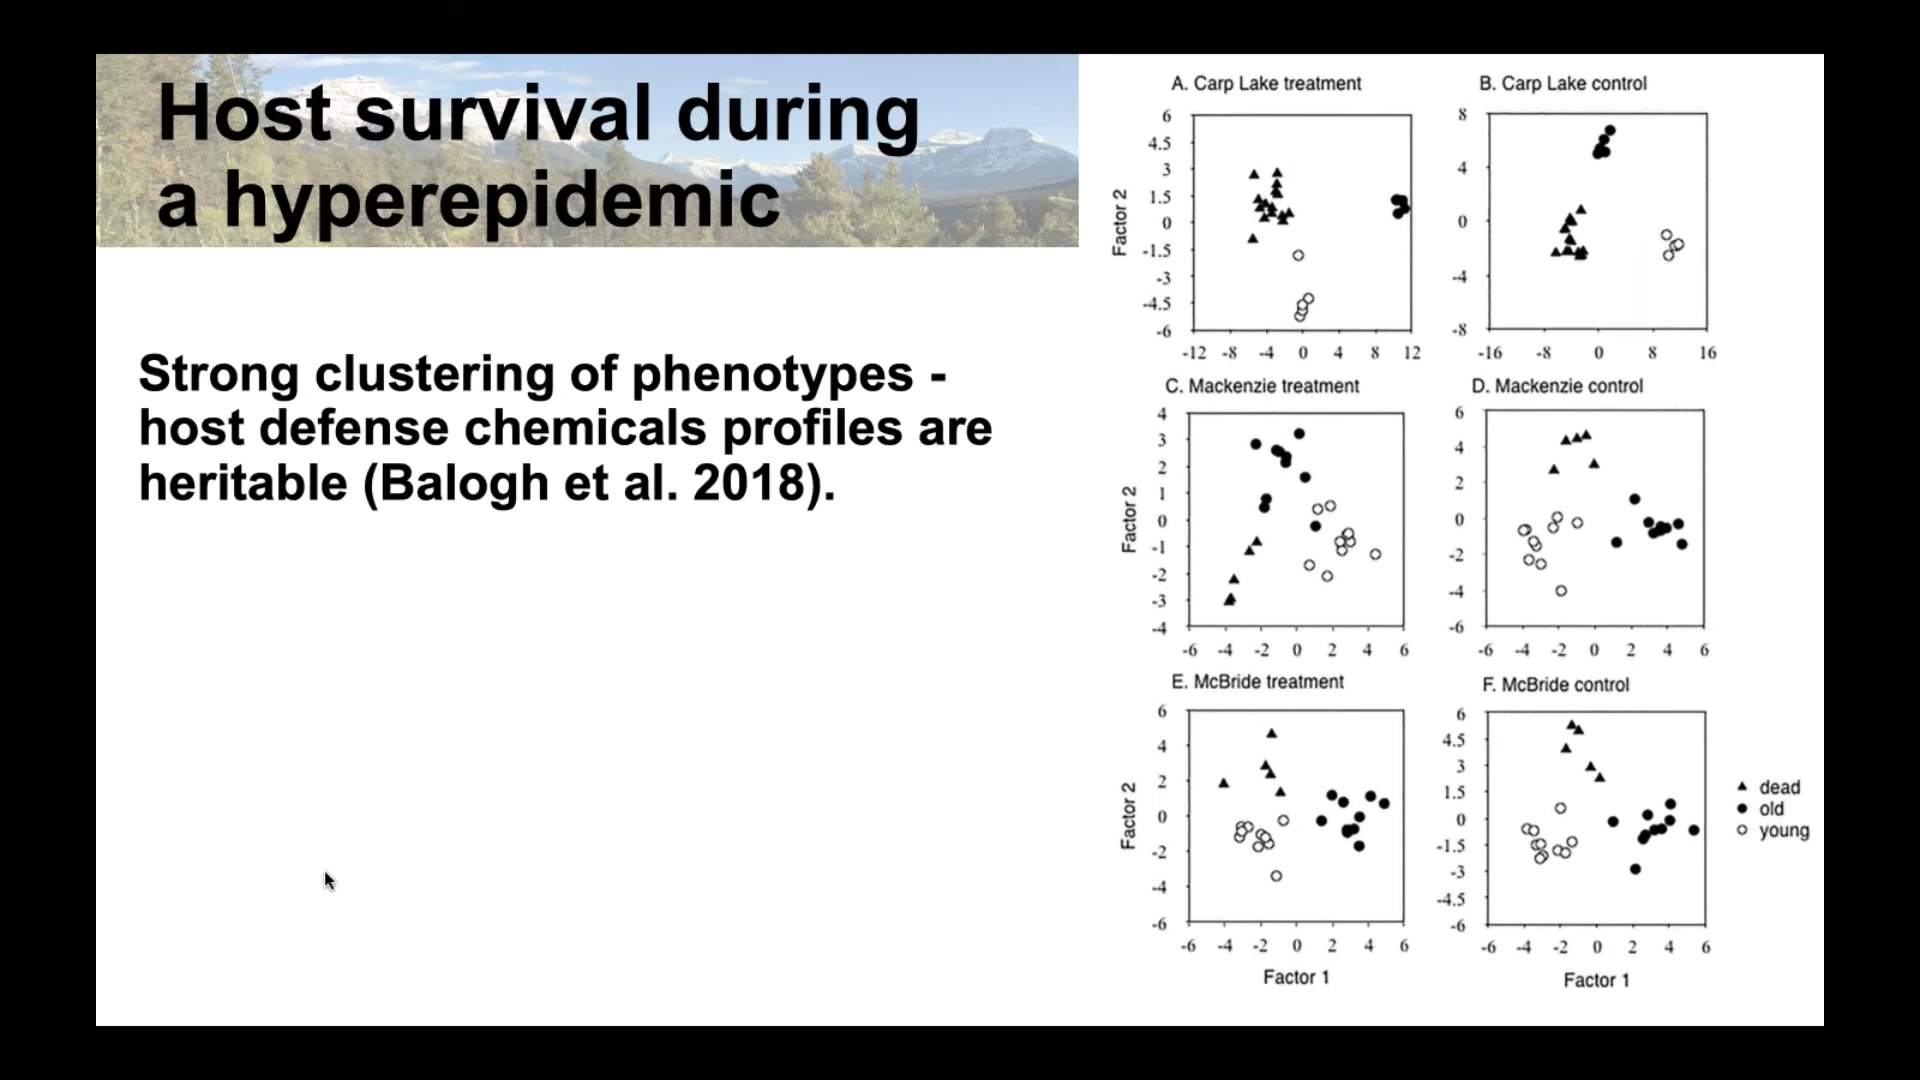 Host survival during
a hyperepidemic
Strong clustering of phenotypes -
host defense chemicals profiles are
heritable (Balogh et al. 2018).
A. Carp Lake treatment
Factor 2
6
4.5
3
1.5
0
-1.5
-3
-4.5
-6
-12 -8 -4 0 4 8 12
B. Carp Lake control
8
4
0
-4
-8
-16 -8 0 8 16
C. Mackenzie treatment
Factor 2
4
3
2
1
0
-1
-2
-3
-4
-6 -4 -2 0 2 4 6
D. Mackenzie control
6
4
2
0
-2
-4
-6
-6 -4 -2 0 2 4 6
E. McBride treatment
Factor 2
6
4
2
0
-2
-4
-6
-6 -4 -2 0 2 4 6
Factor 1
F. McBride control
6
4.5
3
1.5
0
-1.5
-3
-4.5
-6
-6 -4 -2 0 2 4 6
Factor 1
dead
old
young